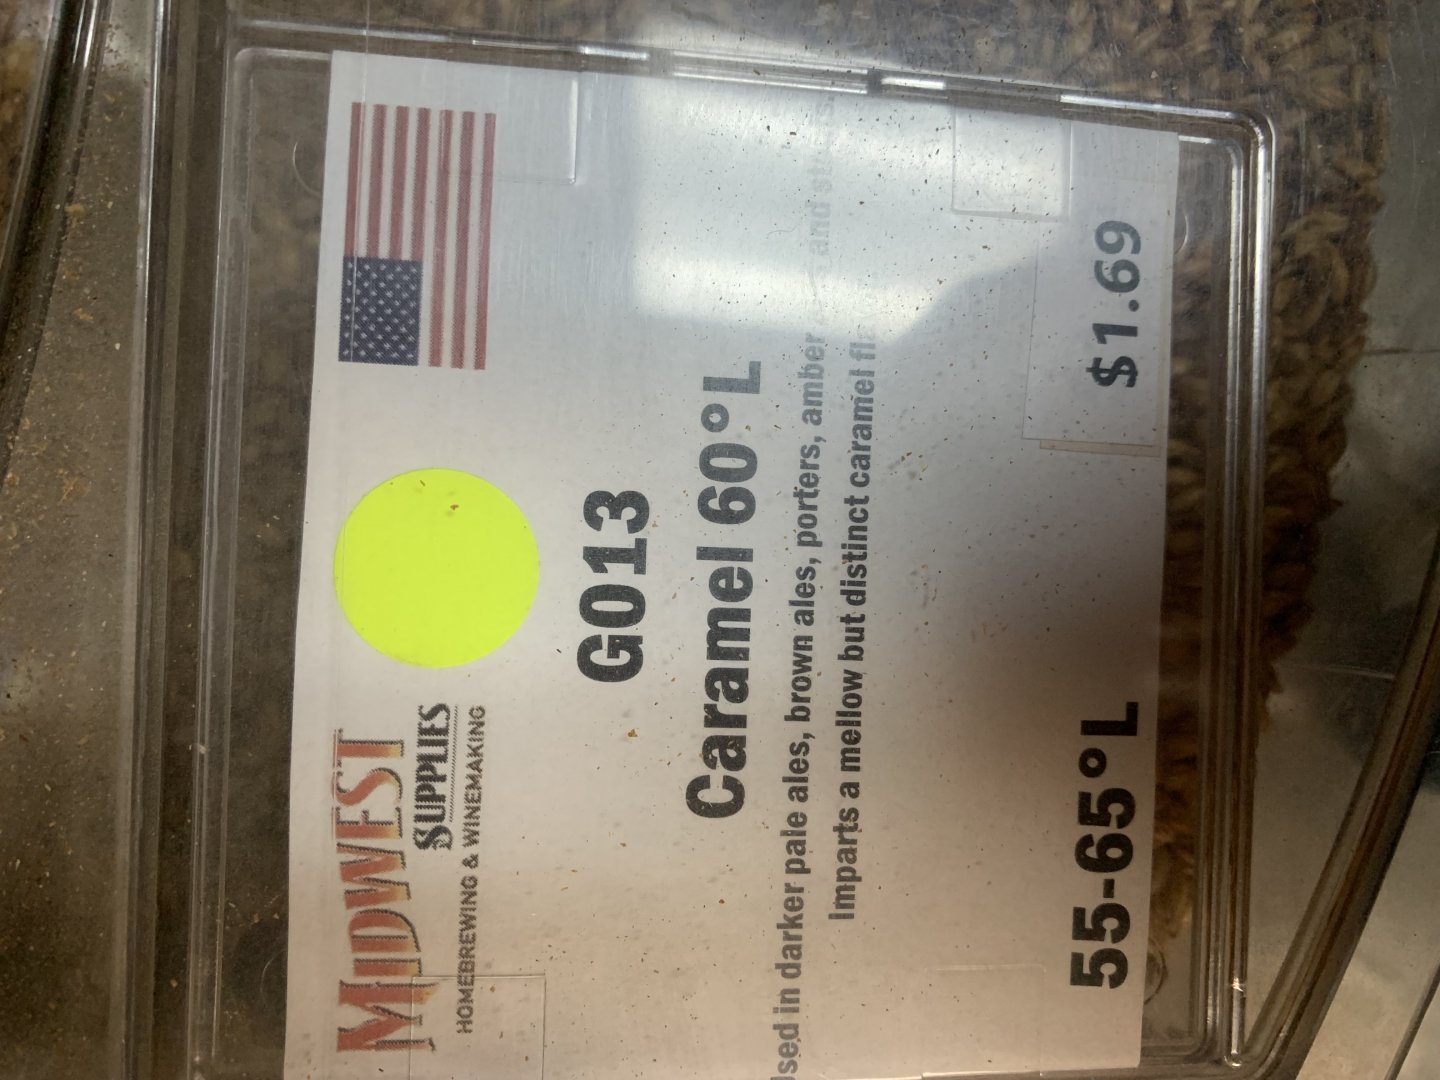 MIDWEST
SUPPLIES
HOMEBREWING & WINEMAKING
G013
Caramel 60°L
in darker pale ales, brown ales, porters, amber and
Imparts a mellow but distinct caramel
55-65°L
$1.69